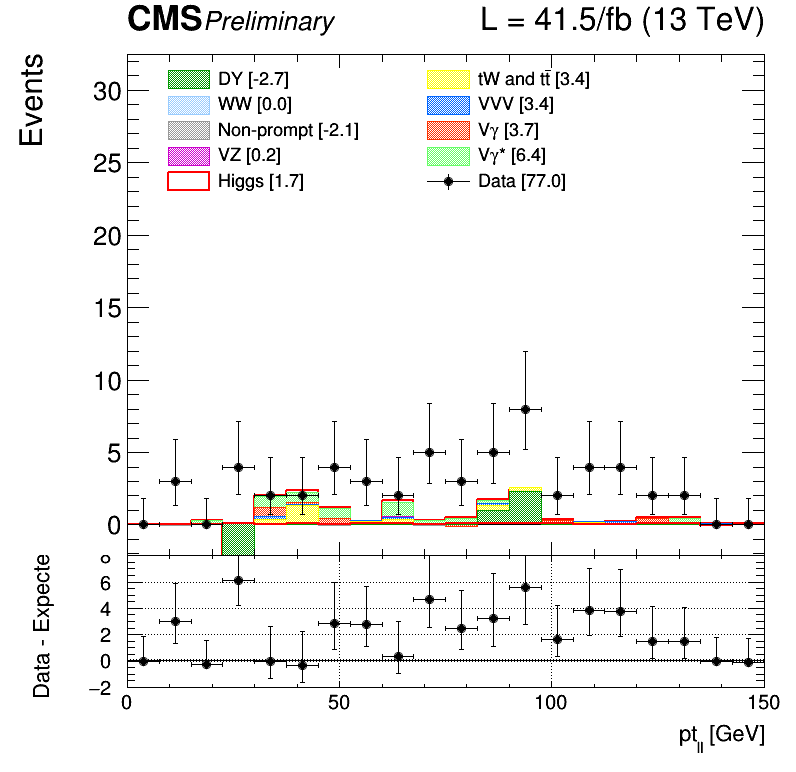 CMS Preliminary L = 41.5/fb (13 TeV)
Events
DY [-2.7] tW and tt̄ [3.4]
WW [0.0] VVV [3.4]
Non-prompt [-2.1] Vγ [3.7]
VZ [0.2] Vγ* [6.4]
Higgs [1.7] Data [77.0]
30
25
20
15
10
5
0
Data - Expecte
8
6
4
2
0
−2
0 50 100 150
pt_ll [GeV]